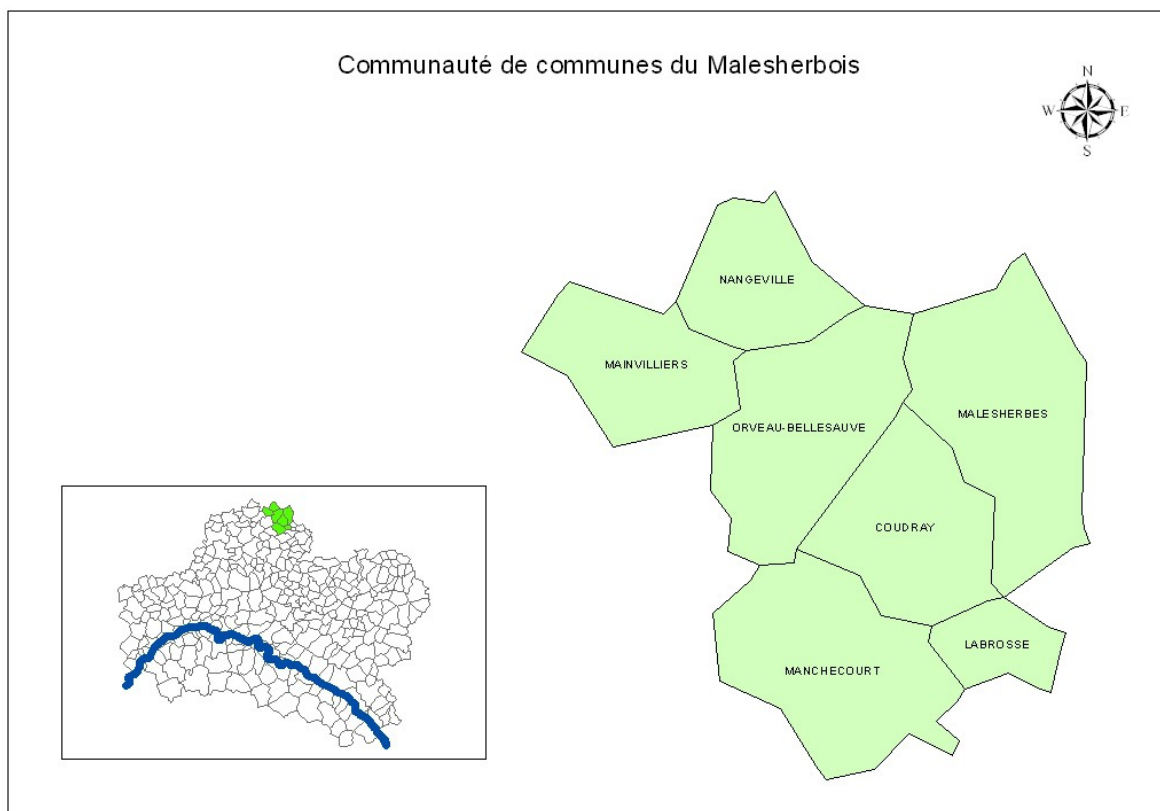 Communauté de communes du Malesherbois
N
W E
S
NANGEVILLE
MAINVILLIERS
MALESHERBES
ORVEAU-BELLESAUVE
COUDRAY
LABROSSE
MANCHECOURT